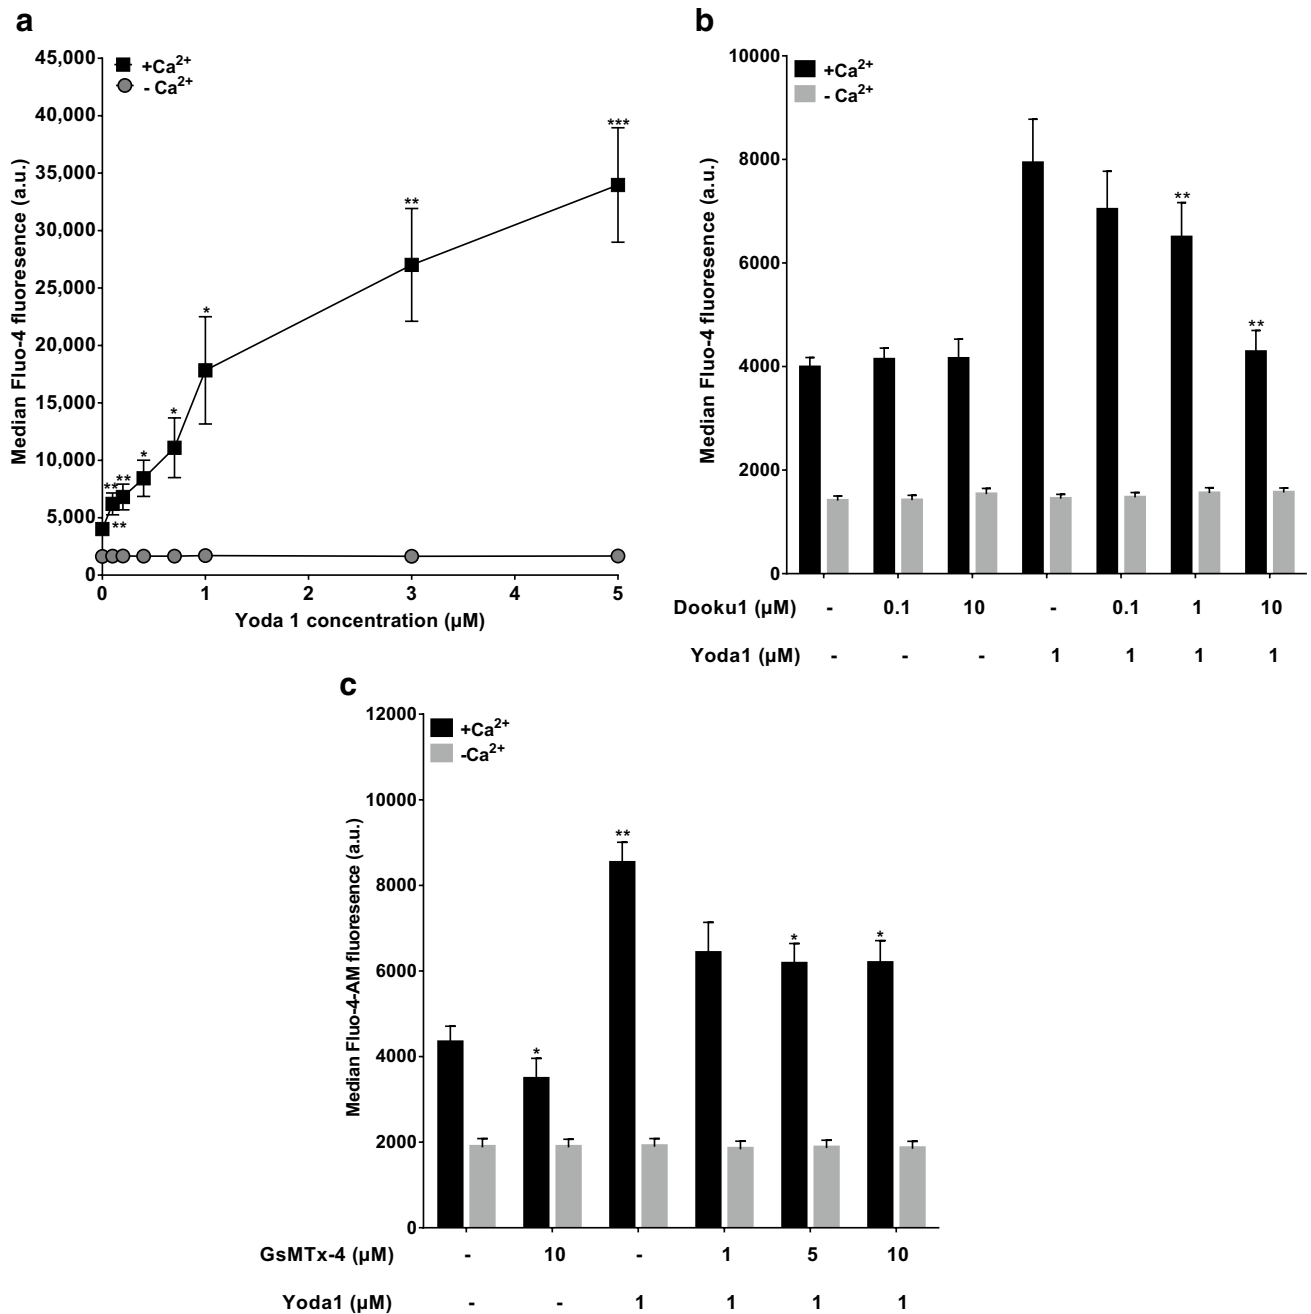 a
45,000
40,000
35,000
30,000
25,000
20,000
15,000
10,000
5,000
0
Median Fluo-4 fluoresence (a.u.)
+Ca2+
- Ca2+
** ** ** * * * ** ***
0 1 2 3 4 5
Yoda 1 concentration (µM)
b
10000
8000
6000
4000
2000
0
Median Fluo-4 fluoresence (a.u.)
+Ca2+
- Ca2+
** **
Dooku1 (µM) - 0.1 10 - 0.1 1 10
Yoda1 (µM) - - - 1 1 1 1
c
12000
10000
8000
6000
4000
2000
0
Median Fluo-4-AM fluoresence (a.u.)
+Ca2+
-Ca2+
* ** * *
GsMTx-4 (µM) - 10 - 1 5 10
Yoda1 (µM) - - 1 1 1 1